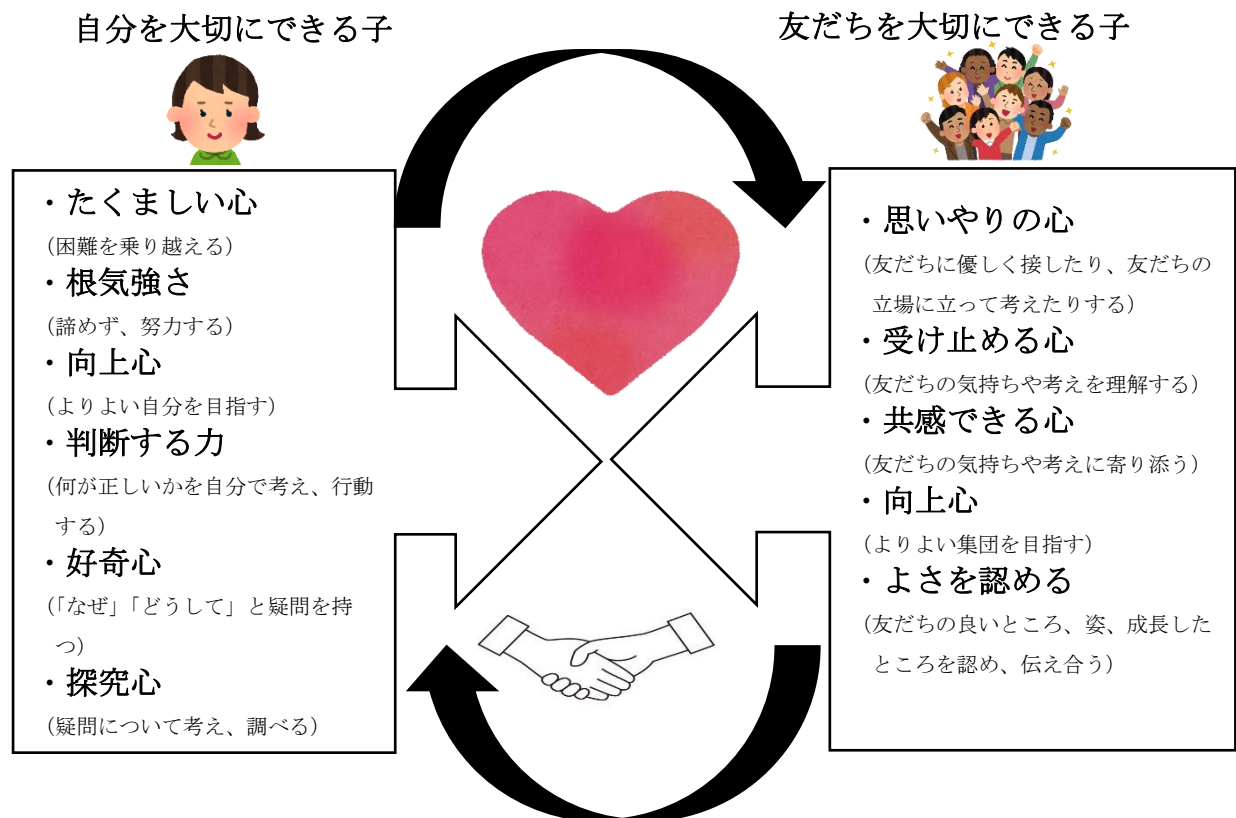 自分を大切にできる子
・たくましい心
（困難を乗り越える）
・根気強さ
（諦めず、努力する）
・向上心
（よりよい自分を目指す）
・判断する力
（何が正しいかを自分で考え、行動
する）
・好奇心
（「なぜ」「どうして」と疑問を持
つ）
・探究心
（疑問について考え、調べる）
友だちを大切にできる子
・思いやりの心
（友だちに優しく接したり、友だちの
立場に立って考えたりする）
・受け止める心
（友だちの気持ちや考えを理解する）
・共感できる心
（友だちの気持ちや考えに寄り添う）
・向上心
（よりよい集団を目指す）
・よさを認める
（友だちの良いところ、姿、成長した
ところを認め、伝え合う）